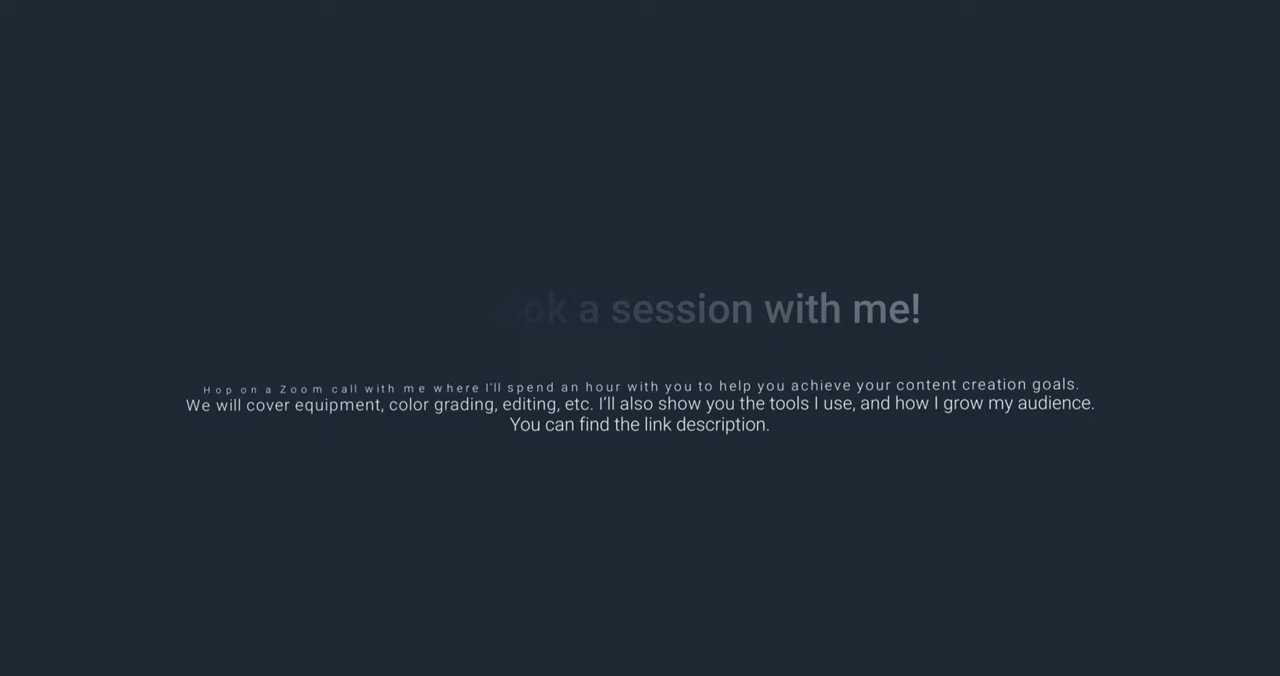 a session with me!
Hop on a Zoom call with me where I'll spend an hour with you to help you achieve your content creation goals.
We will cover equipment, color grading, editing, etc. I'll also show you the tools I use, and how I grow my audience.
You can find the link description.